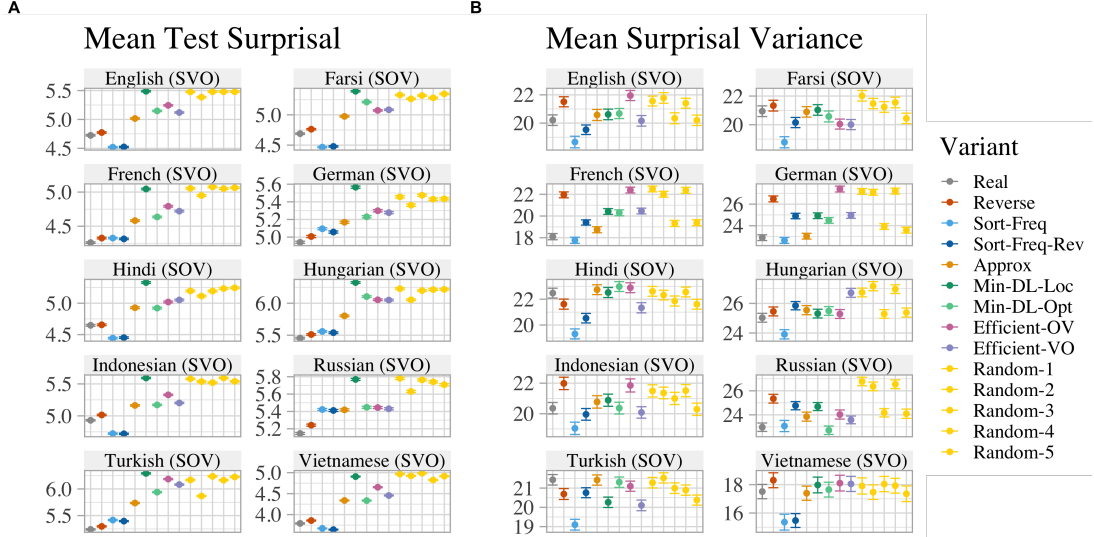 A
B
Mean Test Surprisal
Mean Surprisal Variance
English (SVO)
Farsi (SOV)
English (SVO)
Farsi (SOV)
5.5
5.0
4.5
5.0
4.5
22
20
22
20
French (SVO)
German (SVO)
French (SVO)
German (SVO)
5.0
4.5
5.6
5.4
5.2
5.0
22
20
18
26
24
Hindi (SOV)
Hungarian (SVO)
Hindi (SOV)
Hungarian (SVO)
5.0
4.5
6.0
5.5
22
20
26
24
Indonesian (SVO)
Russian (SVO)
Indonesian (SVO)
Russian (SVO)
5.5
5.0
5.8
5.6
5.4
5.2
22
20
26
24
Turkish (SOV)
Vietnamese (SVO)
Turkish (SOV)
Vietnamese (SVO)
6.0
5.5
5.0
4.5
4.0
21
20
19
18
16
Variant
Real
Reverse
Sort-Freq
Sort-Freq-Rev
Approx
Min-DL-Loc
Min-DL-Opt
Efficient-OV
Efficient-VO
Random-1
Random-2
Random-3
Random-4
Random-5